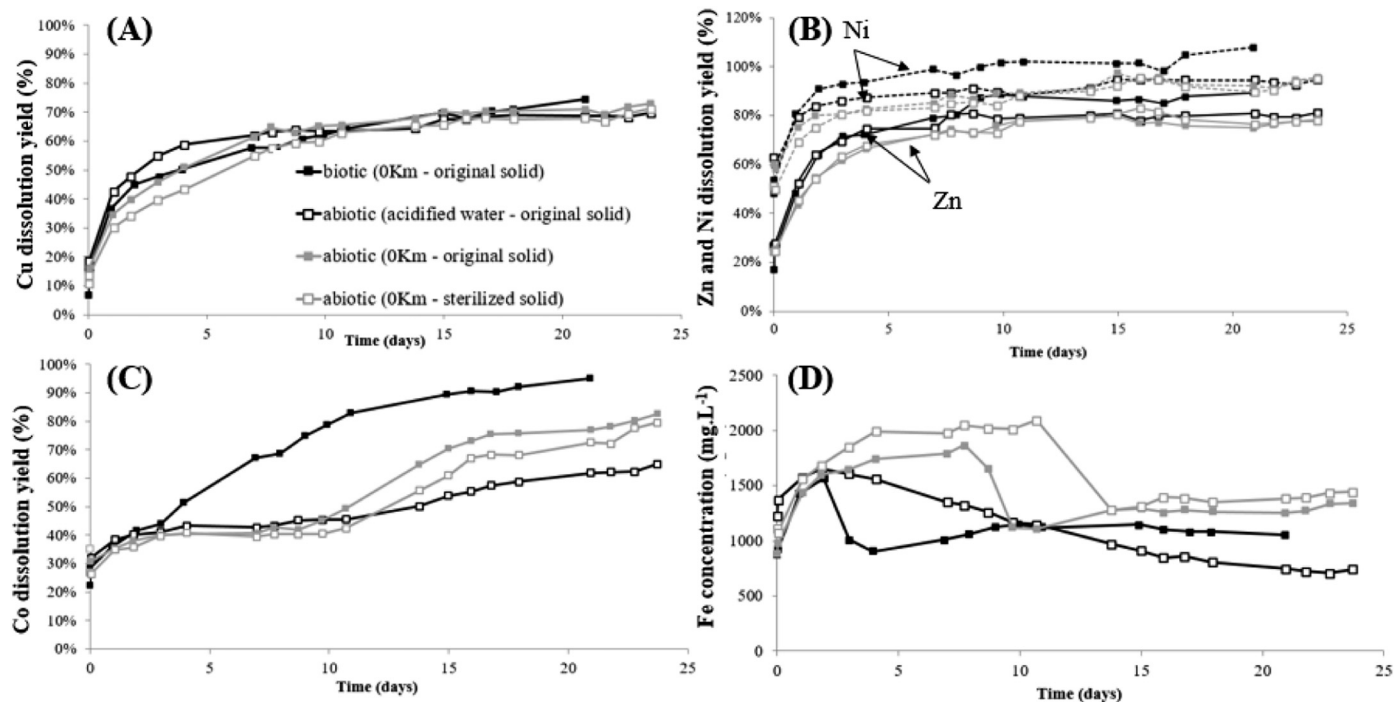 (A)
Cu dissolution yield (%)
100%
90%
80%
70%
60%
50%
40%
30%
20%
10%
0%
biotic (0Km - original solid)
abiotic (acidified water - original solid)
abiotic (0Km - original solid)
abiotic (0Km - sterilized solid)
0 5 10 15 20 25
Time (days)
(B)
Zn and Ni dissolution yield (%)
120%
100%
80%
60%
40%
20%
0%
Ni
Zn
0 5 10 15 20 25
Time (days)
(C)
Co dissolution yield (%)
100%
90%
80%
70%
60%
50%
40%
30%
20%
10%
0%
0 5 10 15 20 25
Time (days)
(D)
Fe concentration (mg.L-1)
2500
2000
1500
1000
500
0
0 5 10 15 20 25
Time (days)